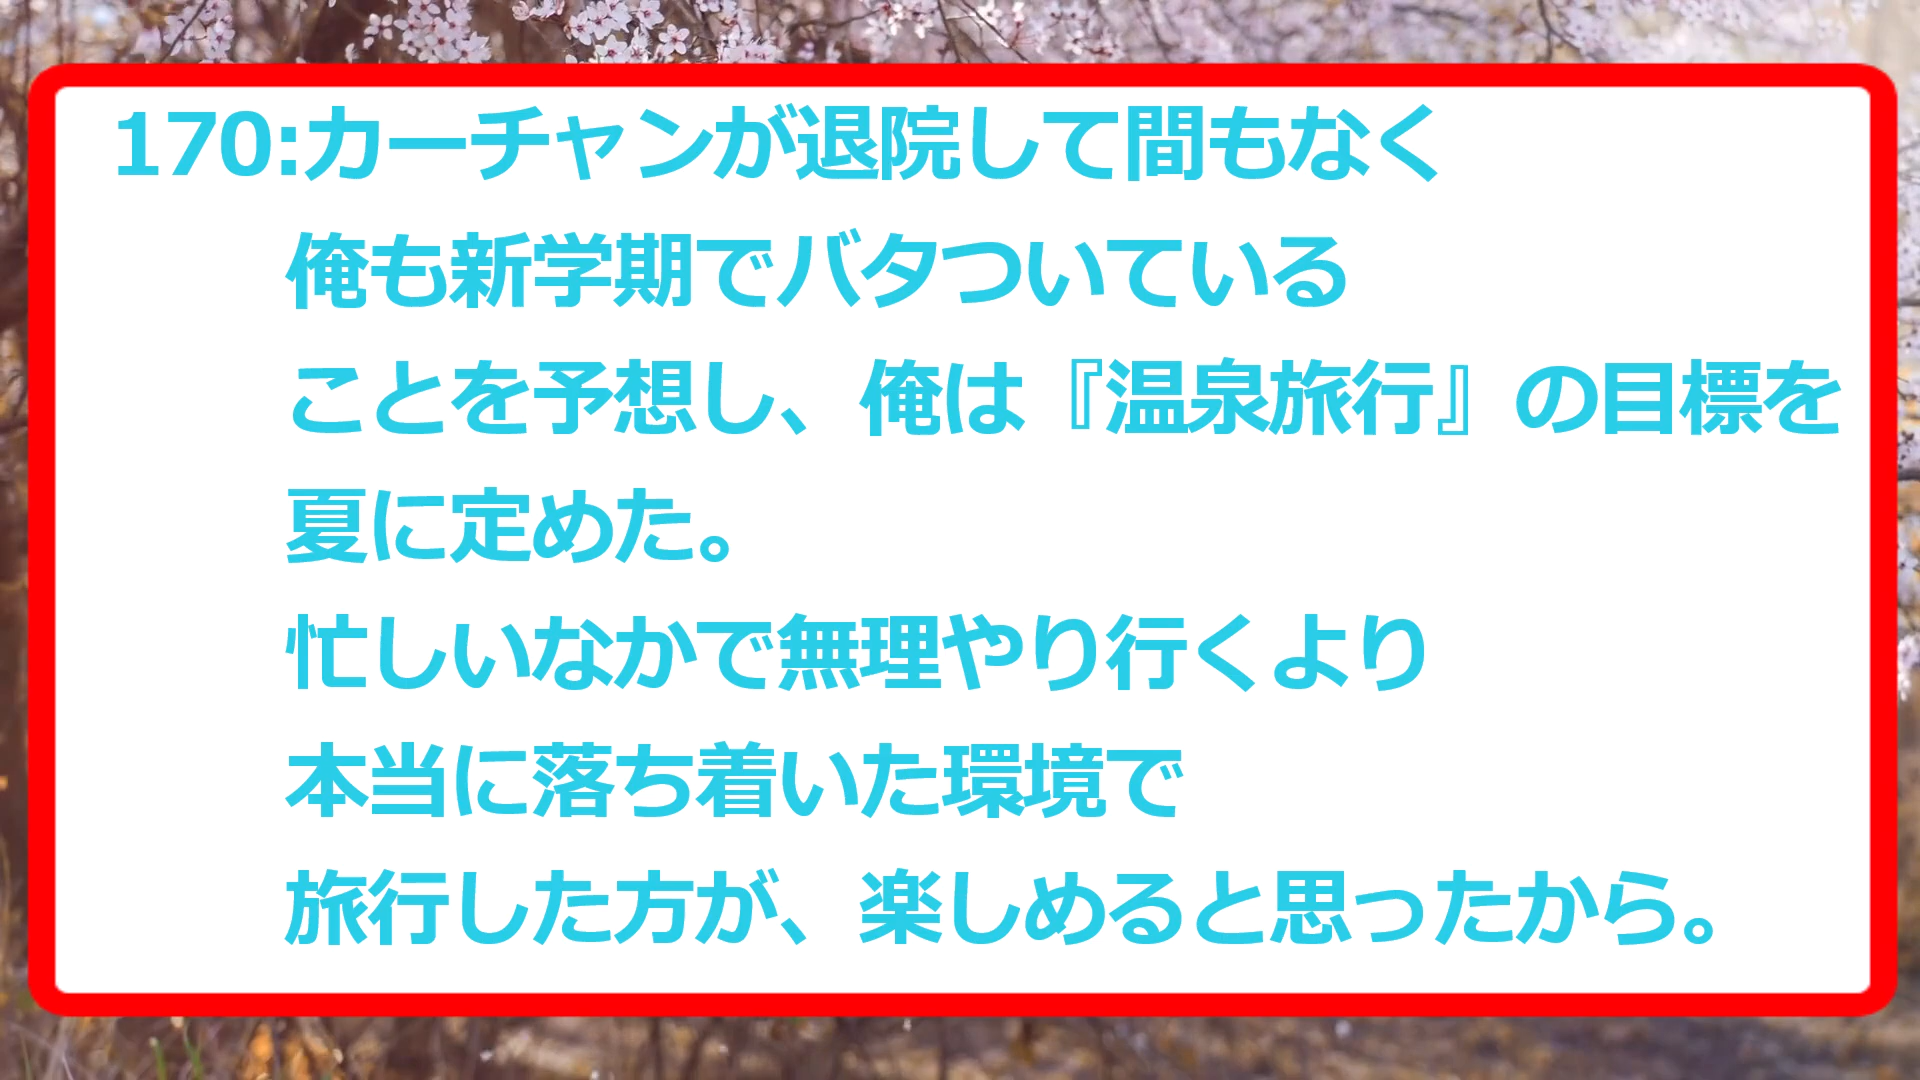 170:カーチャンが退院して間もなく
俺も新学期でバタついている
ことを予想し、俺は『温泉旅行』の目標を
夏に定めた。
忙しいなかで無理やり行くより
本当に落ち着いた環境で
旅行した方が、楽しめると思ったから。